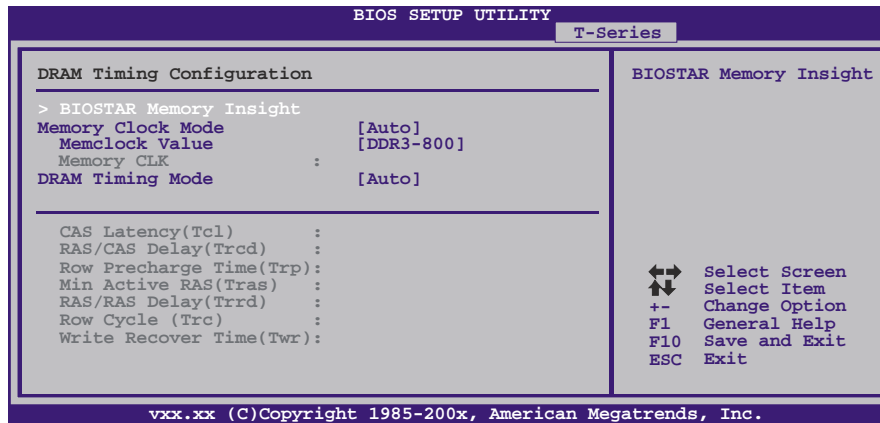 BIOS SETUP UTILITY
T-Series
DRAM Timing Configuration
> BIOSTAR Memory Insight
Memory Clock Mode [Auto]
Memclock Value [DDR3-800]
Memory CLK :
DRAM Timing Mode [Auto]
CAS Latency(Tcl) :
RAS/CAS Delay(Trcd) :
Row Precharge Time(Trp):
Min Active RAS(Tras) :
RAS/RAS Delay(Trrd) :
Row Cycle (Trc) :
Write Recover Time(Twr):
BIOSTAR Memory Insight
Select Screen
Select Item
+- Change Option
F1 General Help
F10 Save and Exit
ESC Exit
vxx.xx (C)Copyright 1985-200x, American Megatrends, Inc.